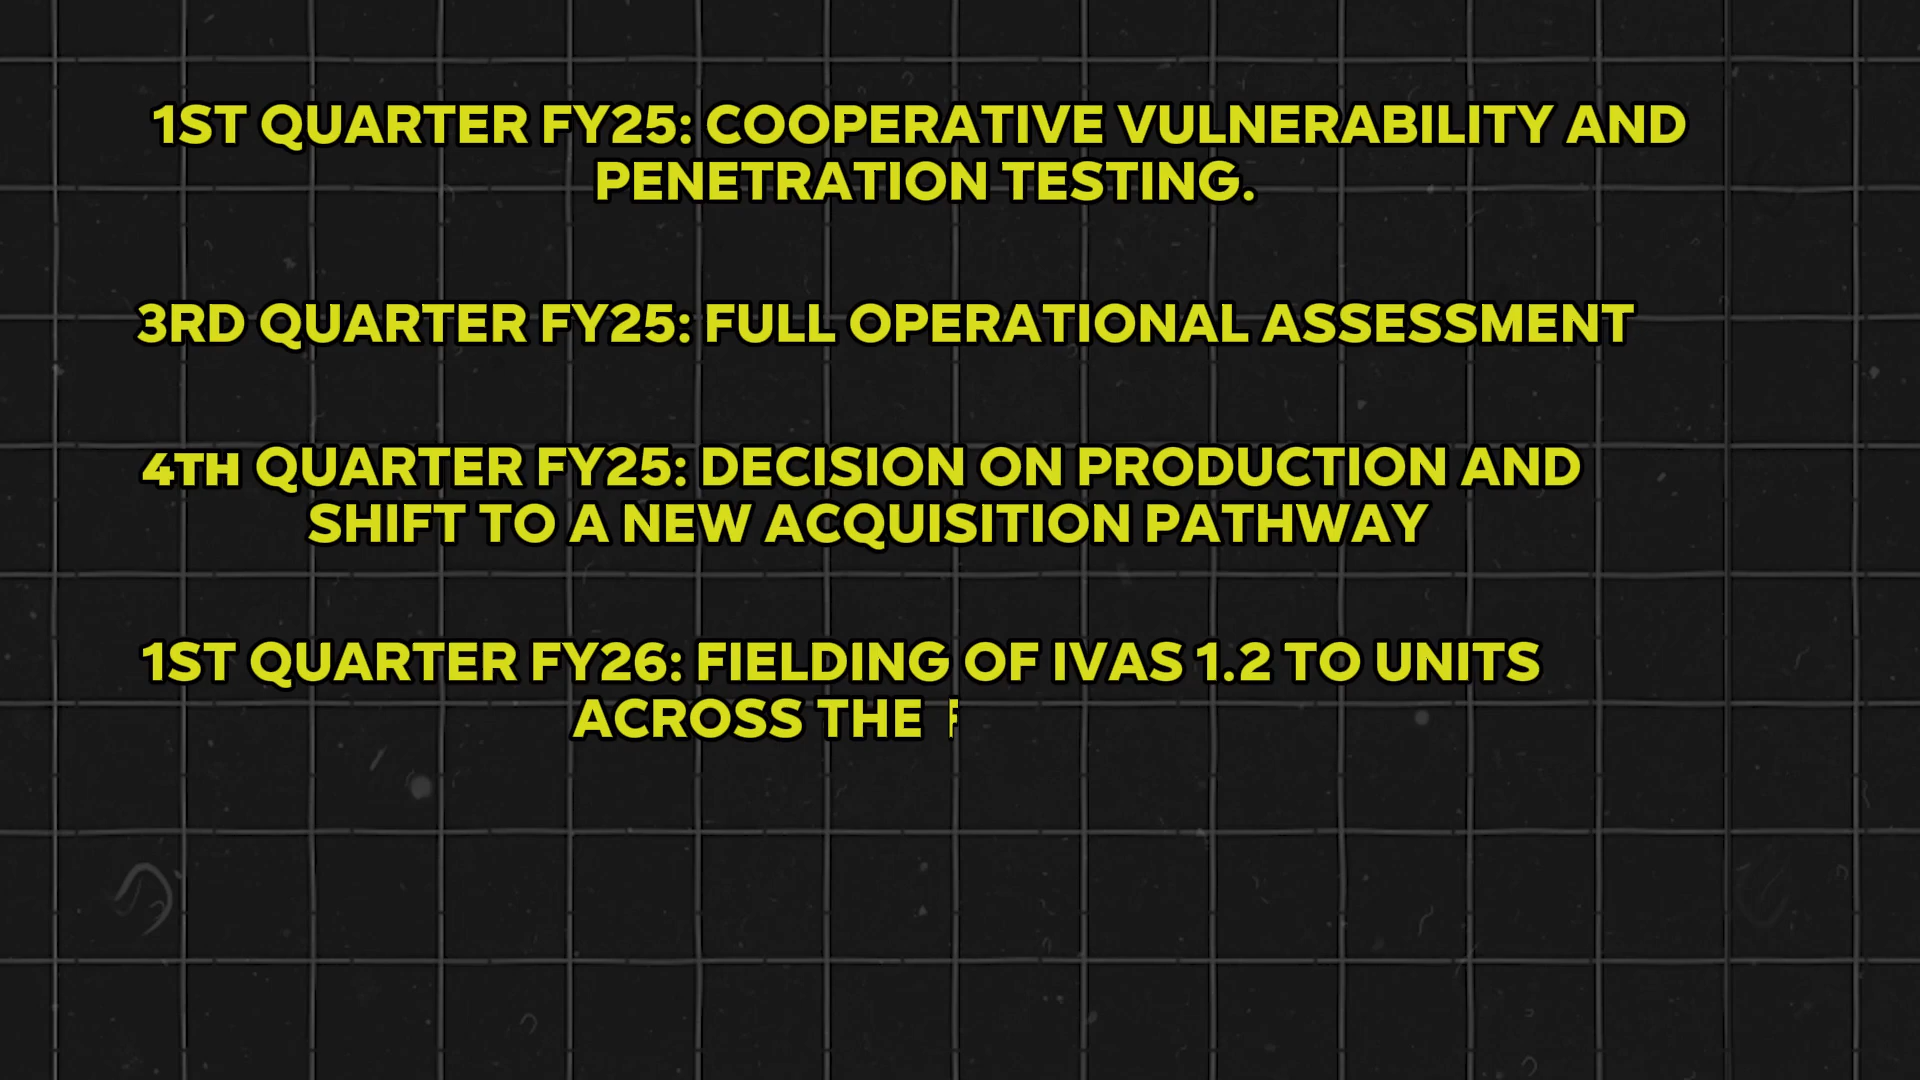 1ST QUARTER FY25: COOPERATIVE VULNERABILITY AND
PENETRATION TESTING.
3RD QUARTER FY25: FULL OPERATIONAL ASSESSMENT
4TH QUARTER FY25: DECISION ON PRODUCTION AND
SHIFT TO A NEW ACQUISITION PATHWAY
1ST QUARTER FY26: FIELDING OF IVAS 1.2 TO UNITS
ACROSS THE